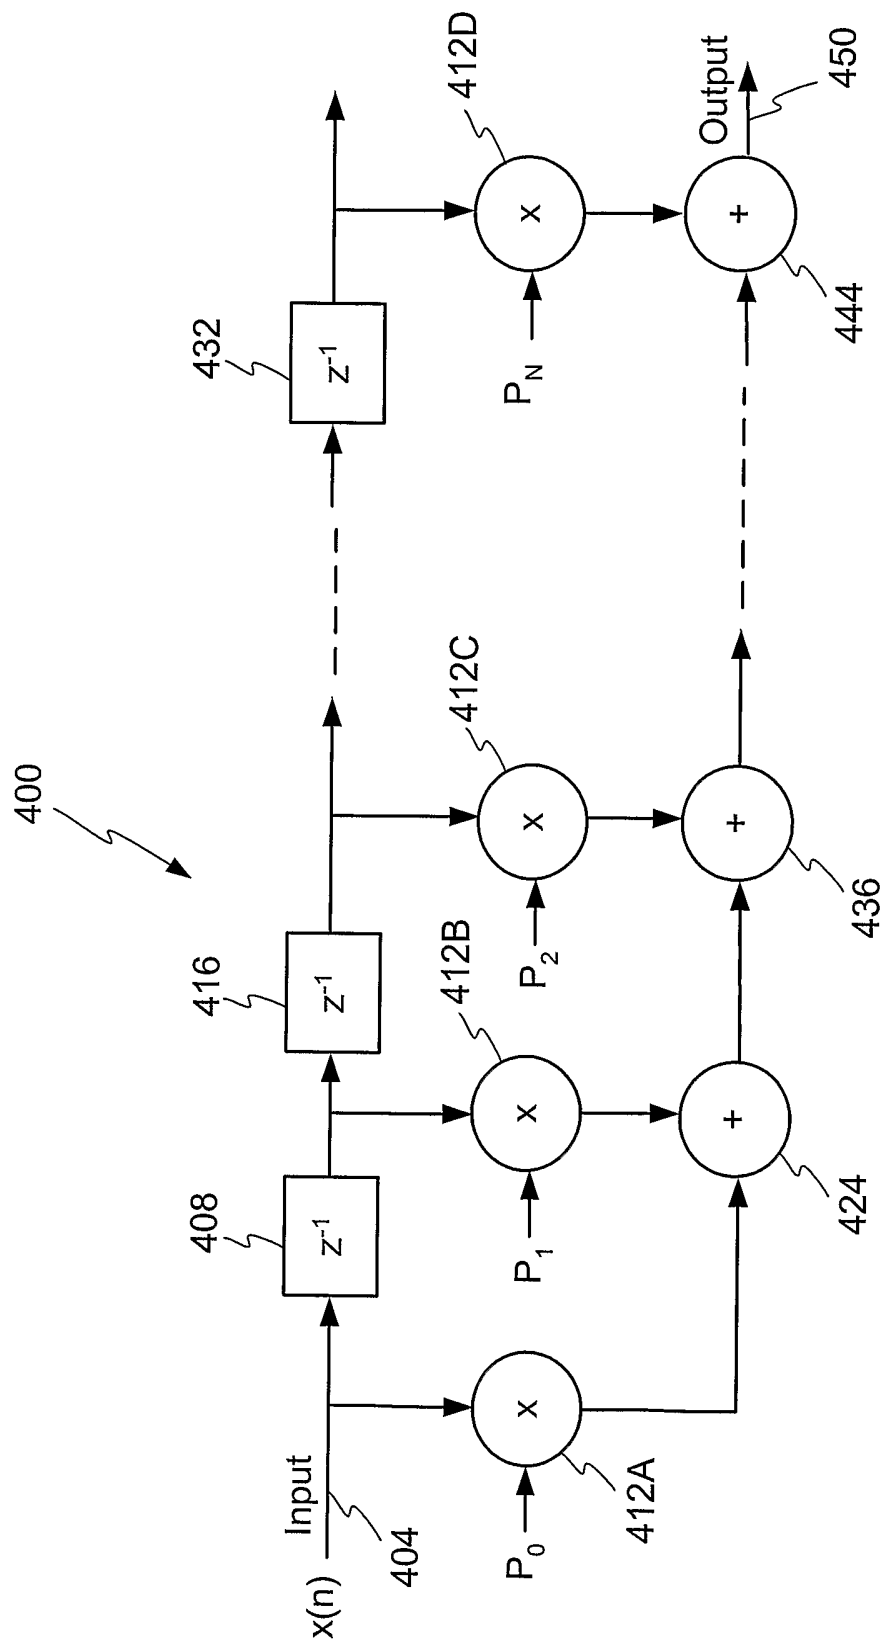 400
408
416
432
z⁻¹
z⁻¹
z⁻¹
Input
x(n)
404
412B
412C
412D
x
x
x
x
P₀
P₁
P₂
P_N
412A
+
+
+
Output
424
436
444
450